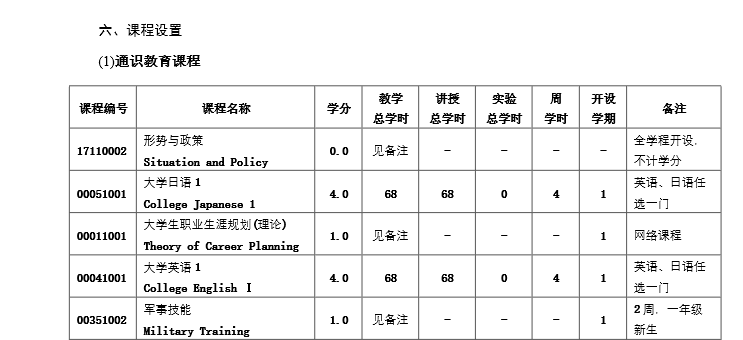 六、课程设置
(1)通识教育课程
课程编号 课程名称 学分 教学总学时 讲授总学时 实验总学时 周学时 开设学期 备注
17110002 形势与政策 Situation and Policy 0.0 见备注 － － － － 全学程开设，不计学分
00051001 大学日语 1 College Japanese 1 4.0 68 68 0 4 1 英语、日语任选一门
00011001 大学生职业生涯规划(理论) Theory of Career Planning 1.0 见备注 － － － 1 网络课程
00041001 大学英语 1 College English Ⅰ 4.0 68 68 0 4 1 英语、日语任选一门
00351002 军事技能 Military Training 1.0 见备注 － － － 1 2 周，一年级新生